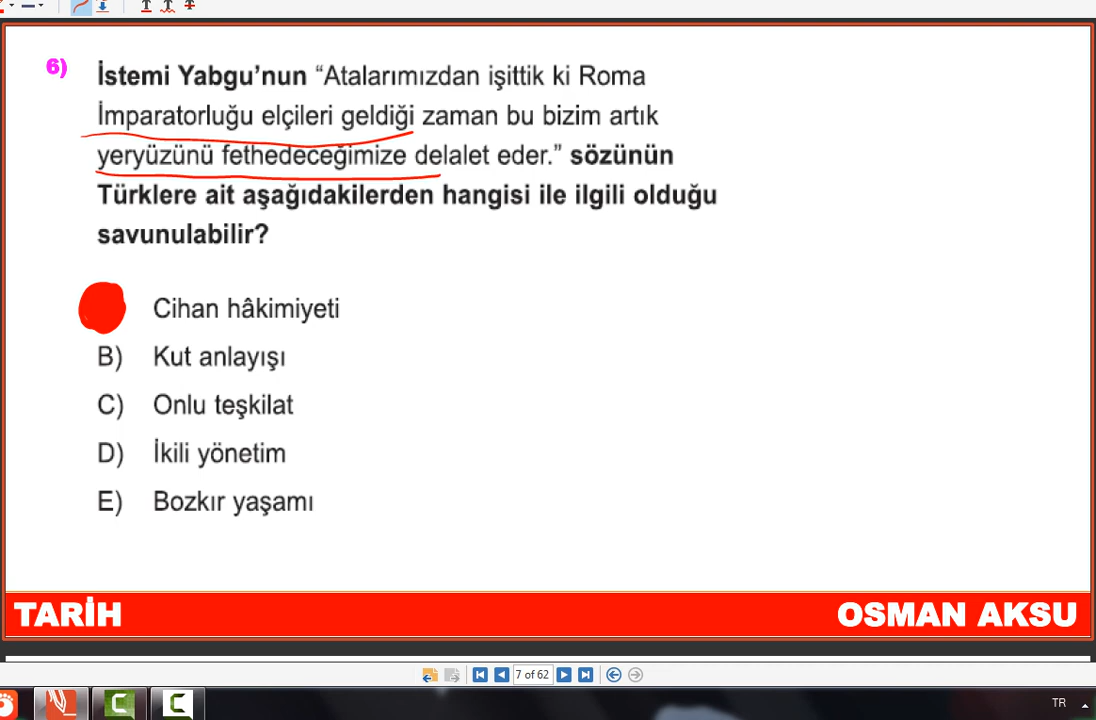 6)
İstemi Yabgu’nun “Atalarımızdan işittik ki Roma
İmparatorluğu elçileri geldiği zaman bu bizim artık
yeryüzünü fethedeceğimize delalet eder.” sözünün
Türklere ait aşağıdakilerden hangisi ile ilgili olduğu
savunulabilir?
Cihan hâkimiyeti
B) Kut anlayışı
C) Onlu teşkilat
D) İkili yönetim
E) Bozkır yaşamı
TARİH OSMAN AKSU
7 of 62
TR